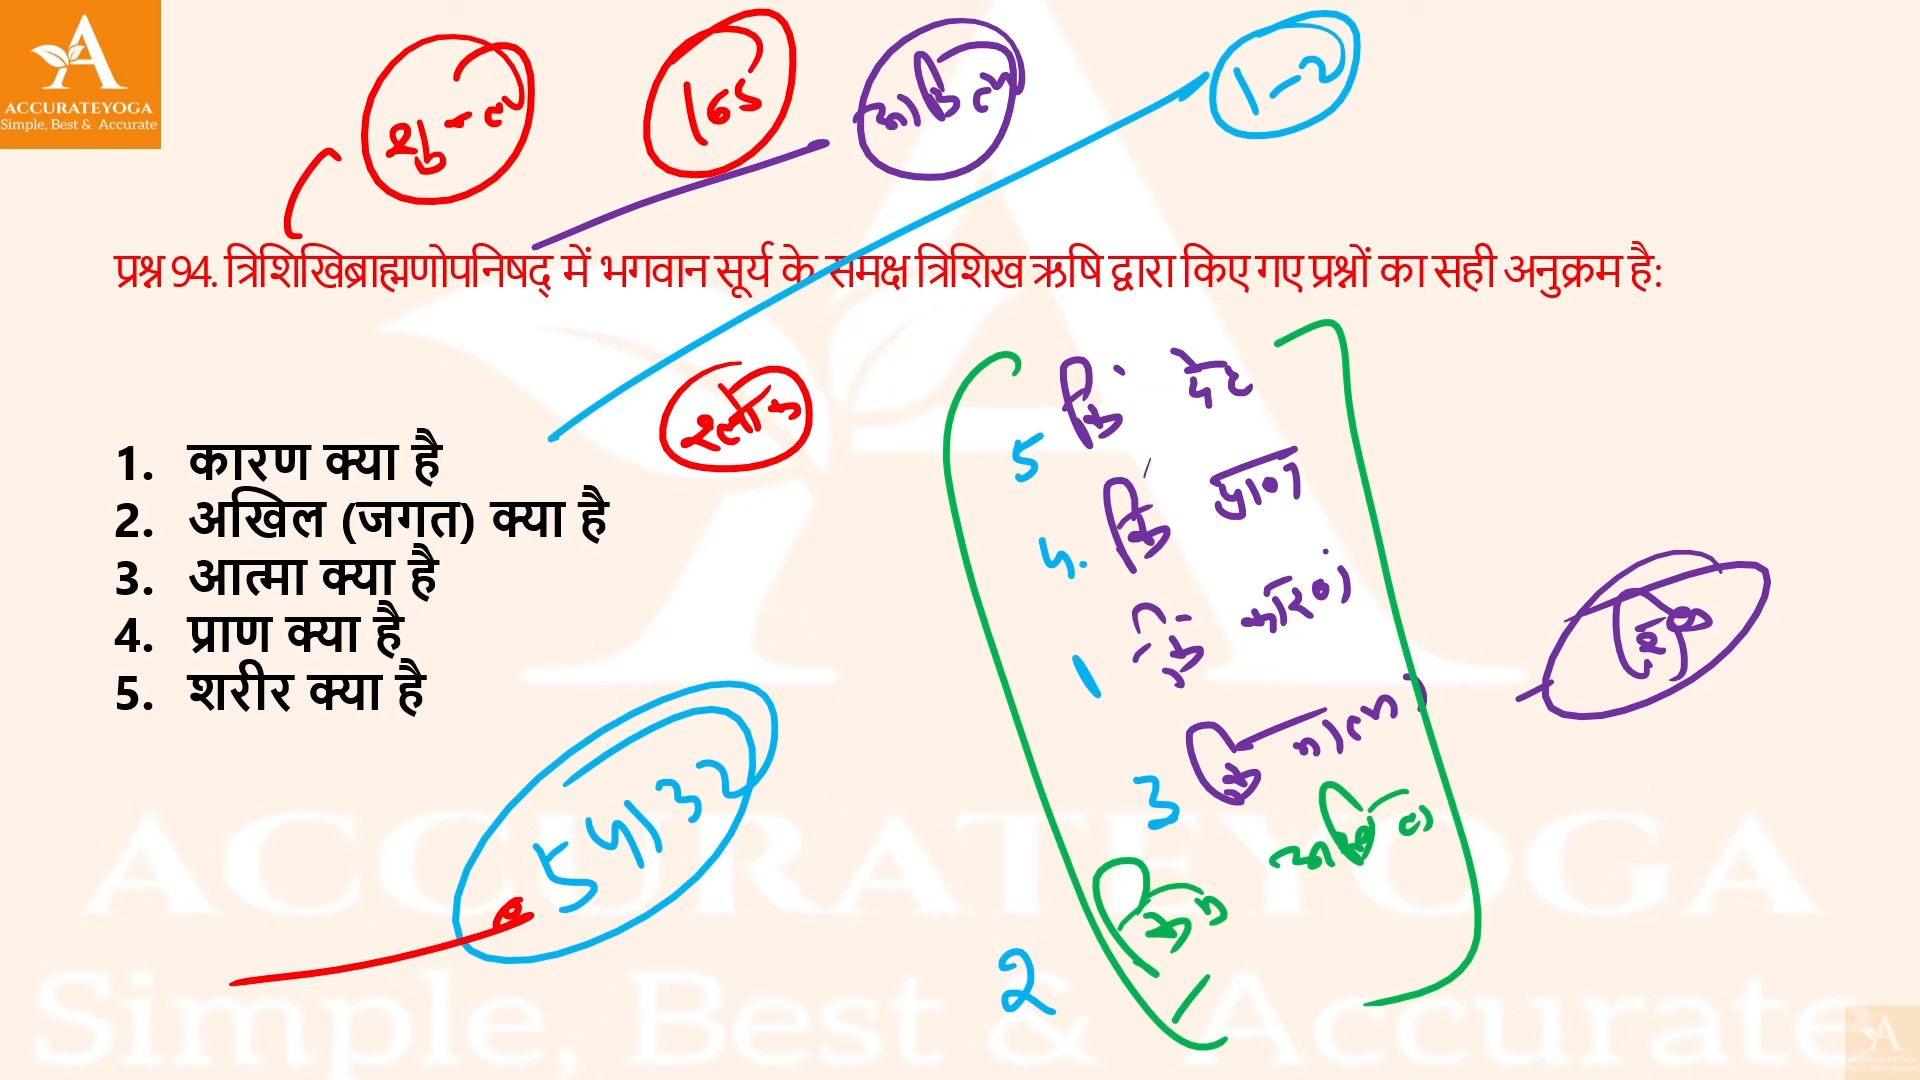 ACCURATEYOGA
Simple, Best & Accurate
164
1-2
प्रश्न 94. त्रिशिखिब्राह्मणोपनिषद् में भगवान सूर्य के समक्ष त्रिशिख ऋषि द्वारा किए गए प्रश्नों का सही अनुक्रम है:
1. कारण क्या है
2. अखिल (जगत) क्या है
3. आत्मा क्या है
4. प्राण क्या है
5. शरीर क्या है
किं देह
5
किं प्राण
4.
किं कारणं
1
3
2
54132
ACCURATEYOGA
Simple, Best & Accurate